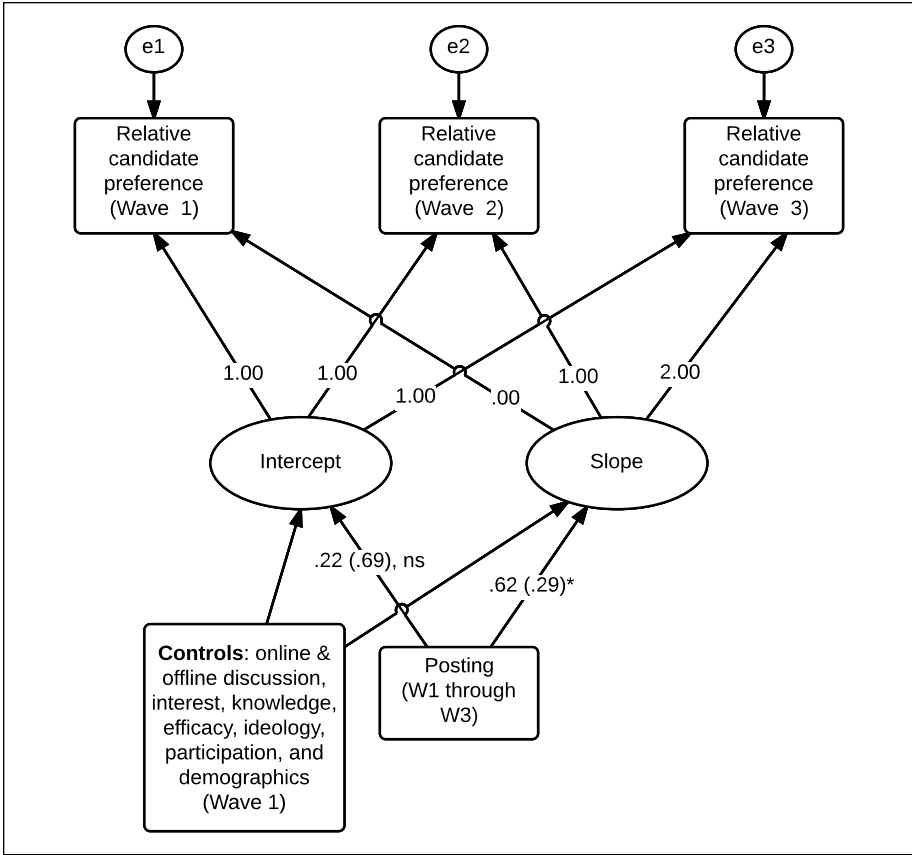 e1
e2
e3
Relative
candidate
preference
(Wave 1)
Relative
candidate
preference
(Wave 2)
Relative
candidate
preference
(Wave 3)
1.00
1.00
1.00
.00
1.00
2.00
Intercept
Slope
.22 (.69), ns
.62 (.29)*
Controls: online &
offline discussion,
interest, knowledge,
efficacy, ideology,
participation, and
demographics
(Wave 1)
Posting
(W1 through
W3)